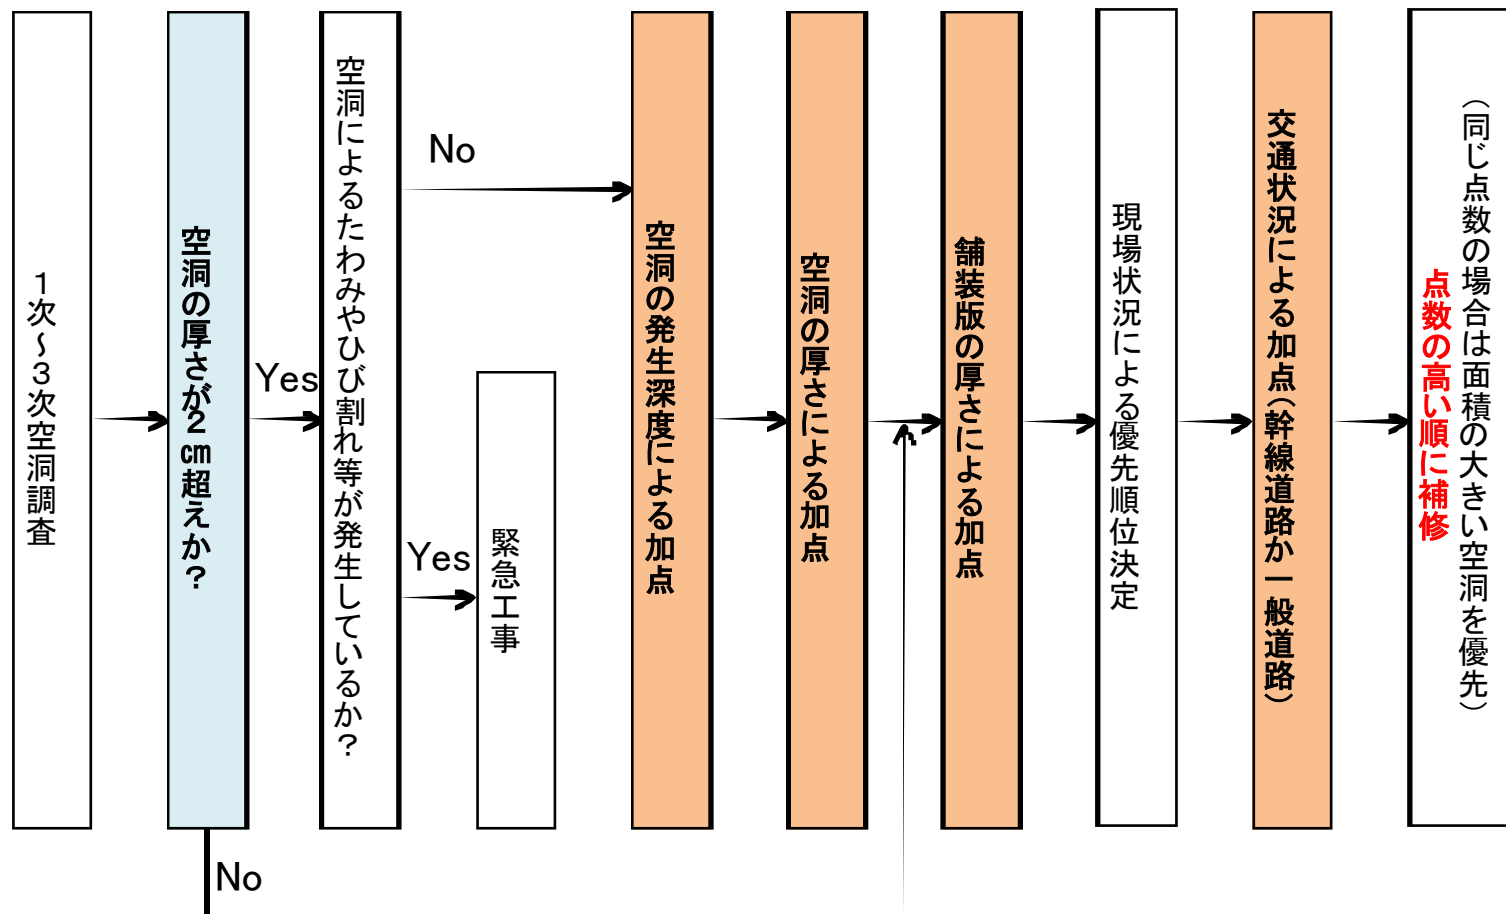 １次～３次空洞調査
空洞の厚さが２㎝超えか？
Yes
No
空洞によるたわみやひび割れ等が発生しているか？
No
Yes
緊急工事
空洞の発生深度による加点
空洞の厚さによる加点
舗装版の厚さによる加点
現場状況による優先順位決定
交通状況による加点（幹線道路か一般道路）
（同じ点数の場合は面積の大きい空洞を優先）
点数の高い順に補修